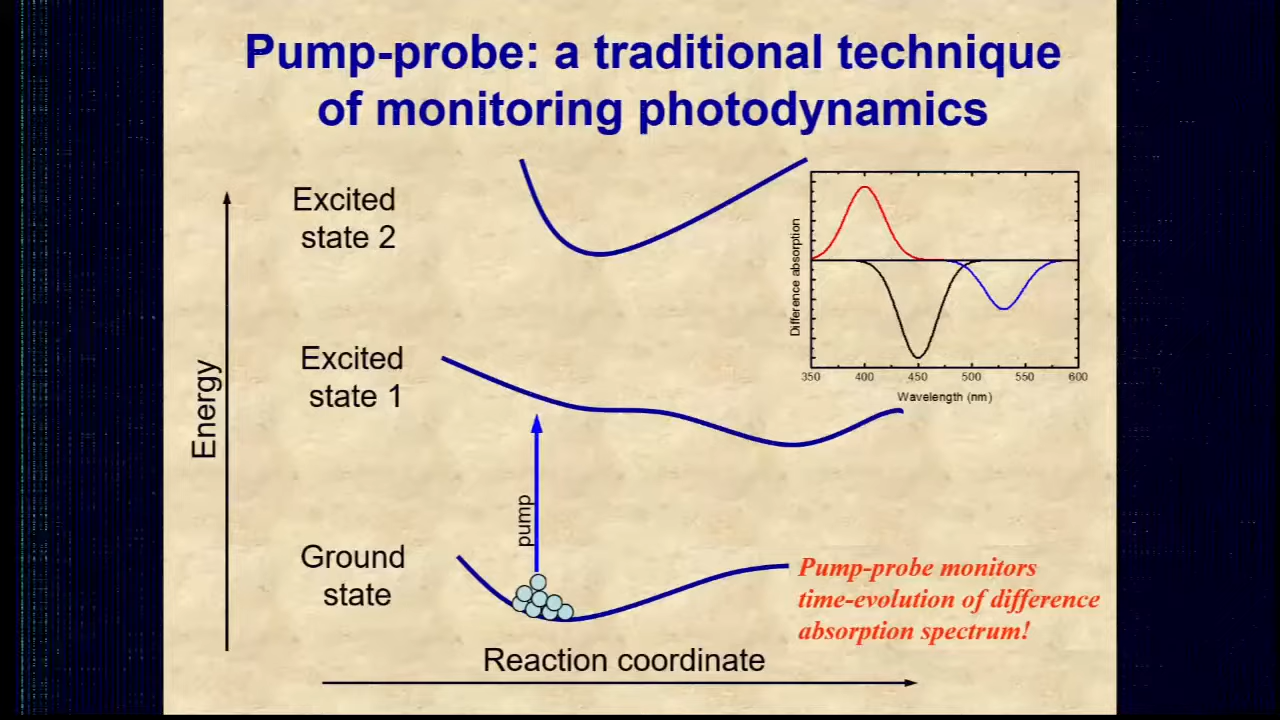 Pump-probe: a traditional technique
of monitoring photodynamics
Excited
state 2
Difference absorption
350 400 450 500 550 600
Wavelength (nm)
Excited
state 1
Energy
pump
Ground
state
Pump-probe monitors
time-evolution of difference
absorption spectrum!
Reaction coordinate